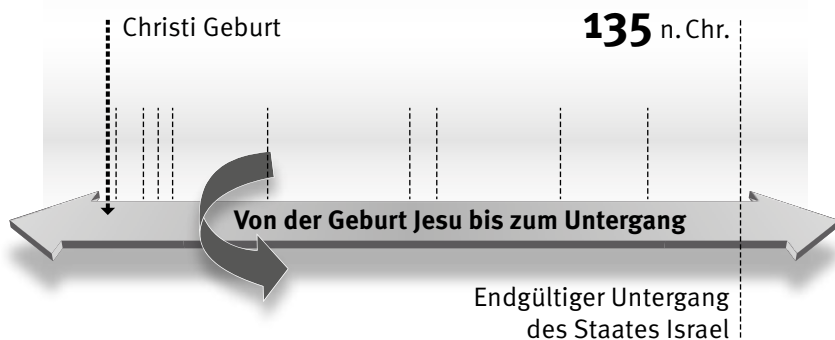 Christi Geburt
135 n. Chr.
Von der Geburt Jesu bis zum Untergang
Endgültiger Untergang
des Staates Israel